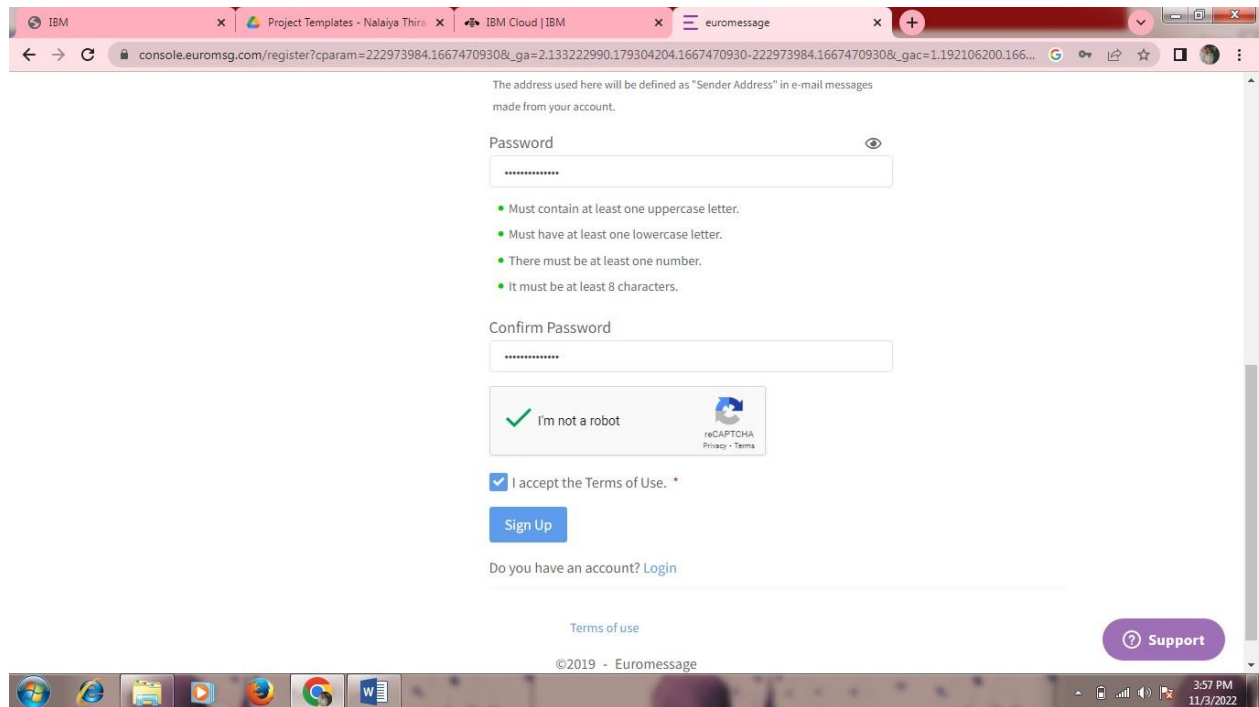 IBM
Project Templates - Nalaiya Thira
IBM Cloud | IBM
euromessage
console.euromsg.com/register?cparam=222973984.1667470930&_ga=2.133222990.179304204.1667470930-222973984.1667470930&_gac=1.192106200.166...
The address used here will be defined as "Sender Address" in e-mail messages
made from your account.
Password
Must contain at least one uppercase letter.
Must have at least one lowercase letter.
There must be at least one number.
It must be at least 8 characters.
Confirm Password
I'm not a robot
reCAPTCHA
Privacy - Terms
I accept the Terms of Use. *
Sign Up
Do you have an account? Login
Terms of use
Support
©2019 - Euromessage
3:57 PM
11/3/2022